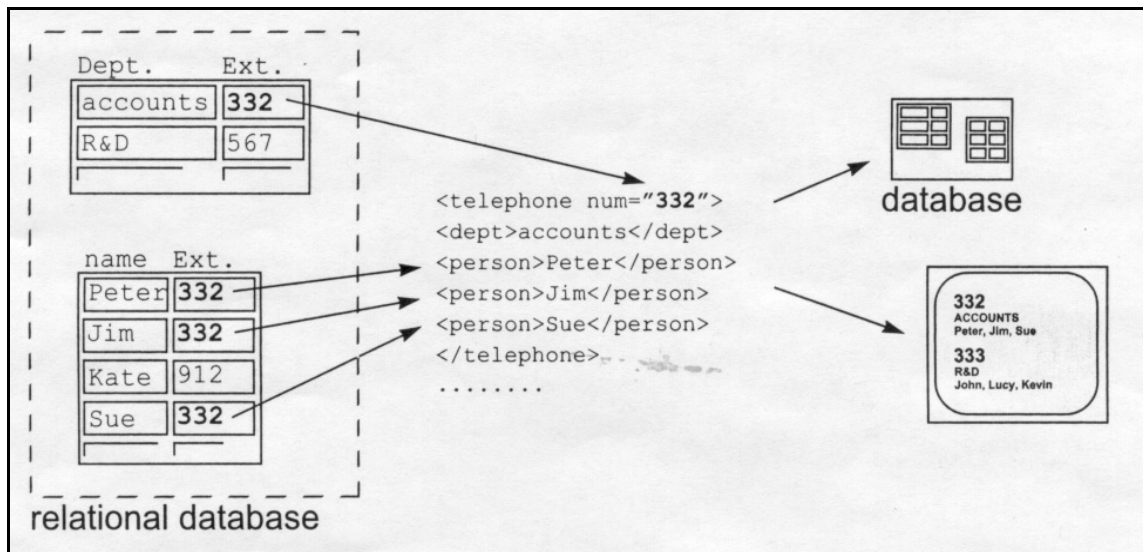 Dept. Ext.
accounts 332
R&D 567
name Ext.
Peter 332
Jim 332
Kate 912
Sue 332
relational database
<telephone num="332">
<dept>accounts</dept>
<person>Peter</person>
<person>Jim</person>
<person>Sue</person>
</telephone>
........
database
332
ACCOUNTS
Peter, Jim, Sue
333
R&D
John, Lucy, Kevin